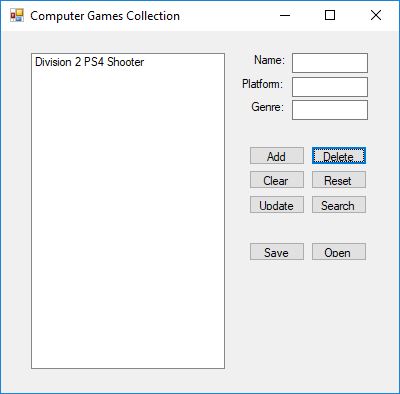 Computer Games Collection
Division 2 PS4 Shooter
Name:
Platform:
Genre:
Add Delete
Clear Reset
Update Search
Save Open